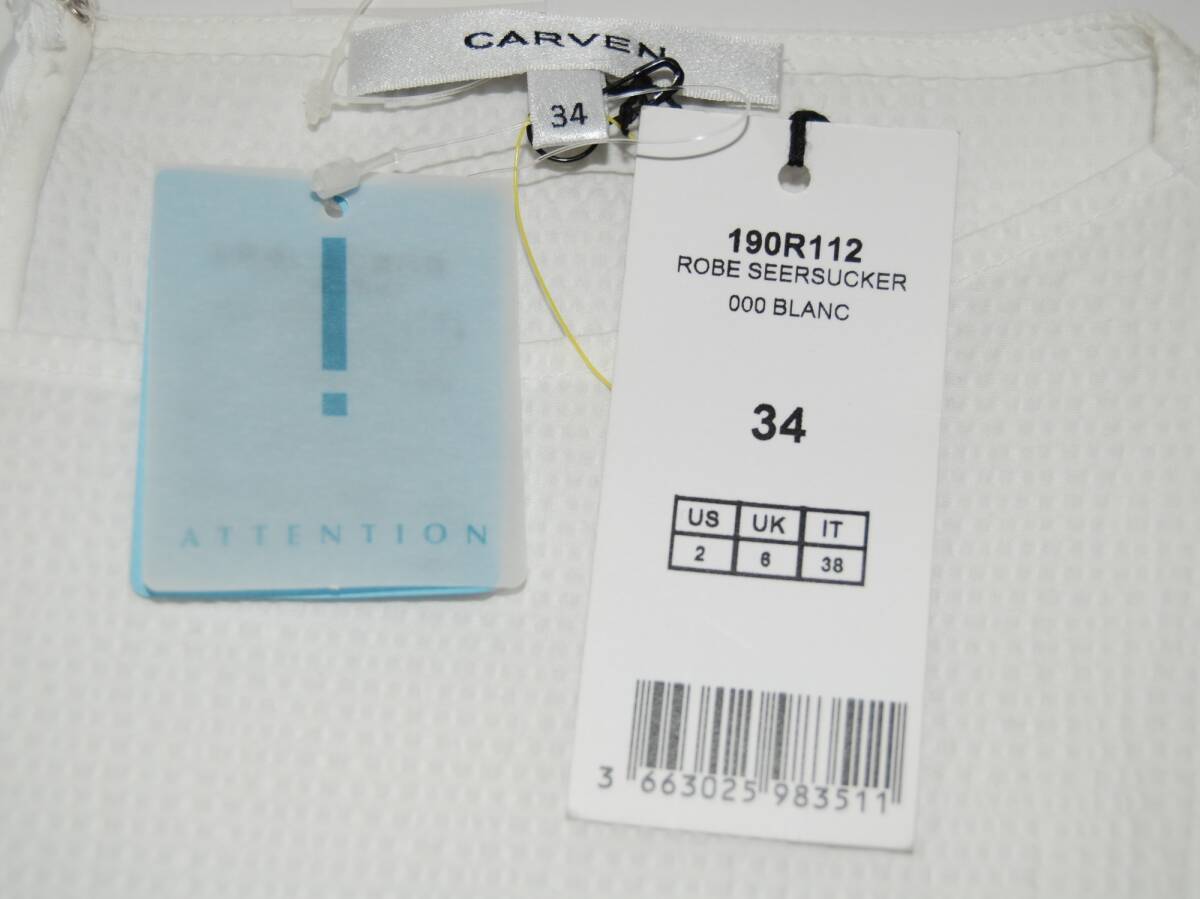 CARVEN
34
!
ATTENTION
190R112
ROBE SEERSUCKER
000 BLANC
34
US UK IT
2 6 38
3 663025 983511